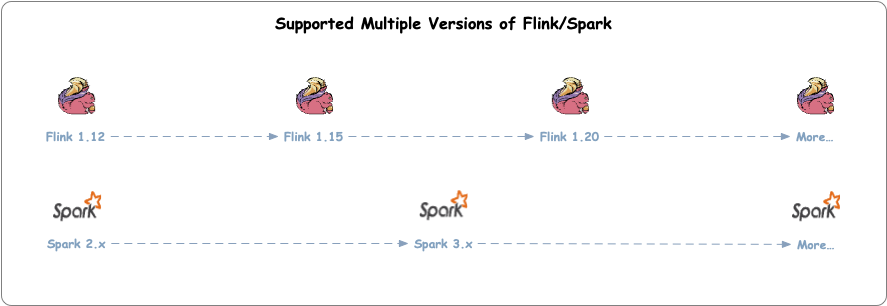 Supported Multiple Versions of Flink/Spark
Flink 1.12
Flink 1.15
Flink 1.20
More...
Spark
Spark
Spark
Spark 2.x
Spark 3.x
More...